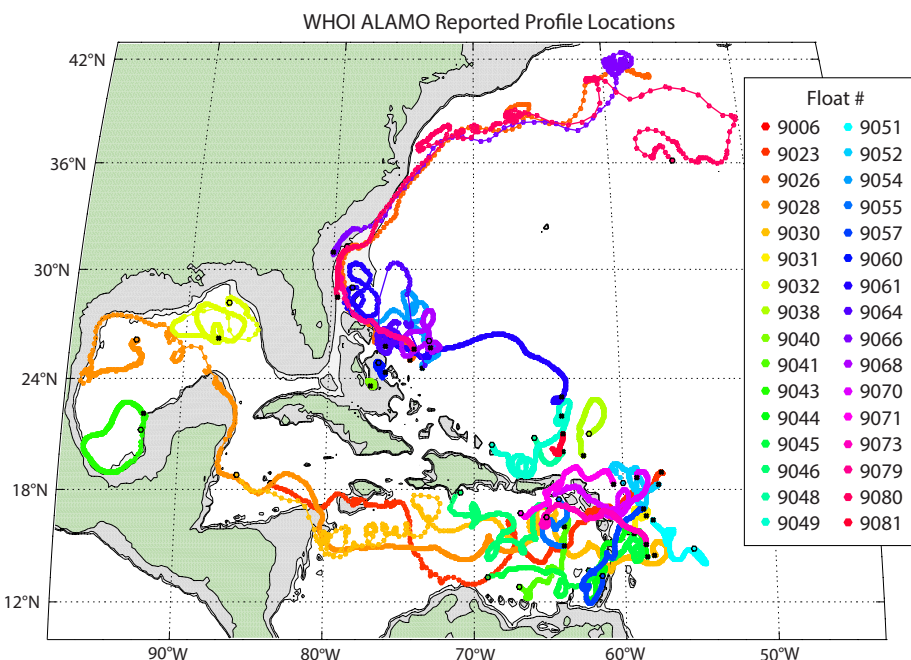 WHOI ALAMO Reported Profile Locations
42°N
36°N
30°N
24°N
18°N
12°N
90°W
80°W
70°W
60°W
50°W
Float #
9006 9051
9023 9052
9026 9054
9028 9055
9030 9057
9031 9060
9032 9061
9038 9064
9040 9066
9041 9068
9043 9070
9044 9071
9045 9073
9046 9079
9048 9080
9049 9081